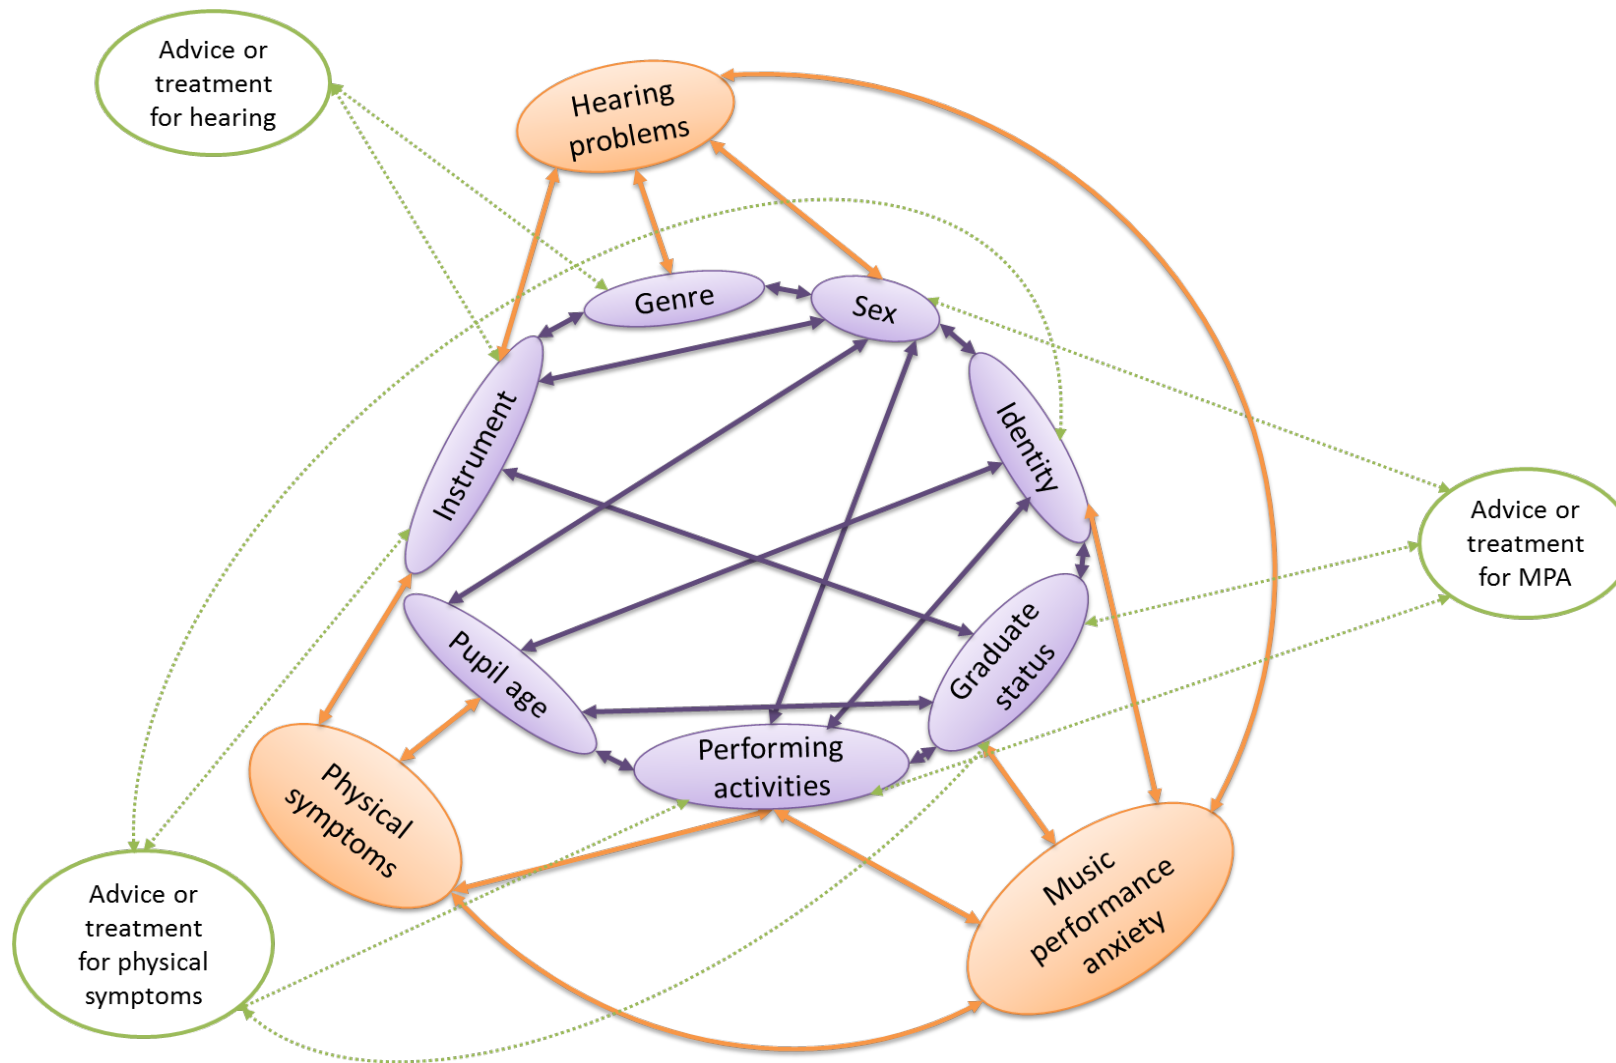 Advice or
treatment
for hearing
Hearing
problems
Genre
Sex
Instrument
Identity
Advice or
treatment
for MPA
Pupil age
Graduate
status
Performing
activities
Physical
symptoms
Music
performance
anxiety
Advice or
treatment
for physical
symptoms